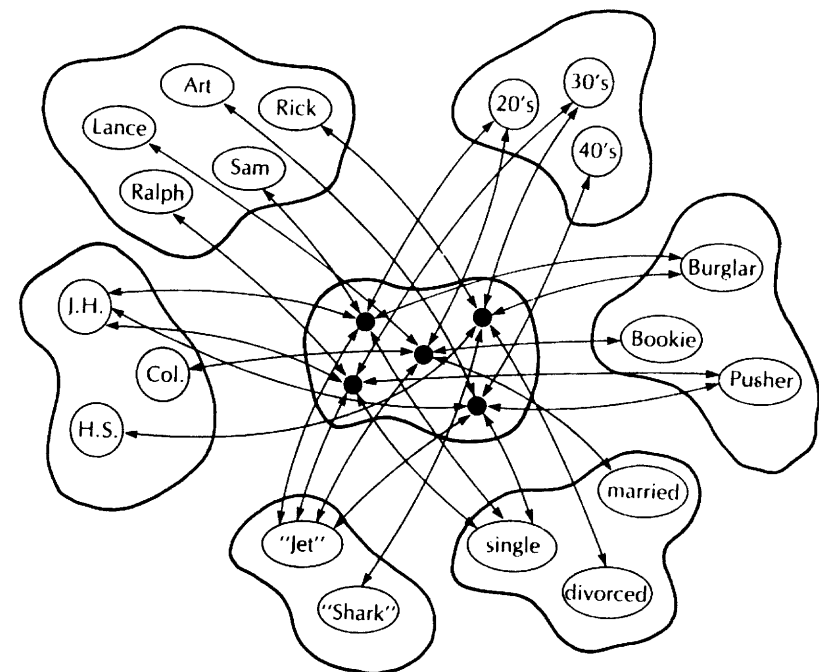 Art
Rick
Lance
Sam
Ralph
20's
30's
40's
J.H.
Col.
H.S.
Burglar
Bookie
Pusher
"Jet"
"Shark"
married
single
divorced